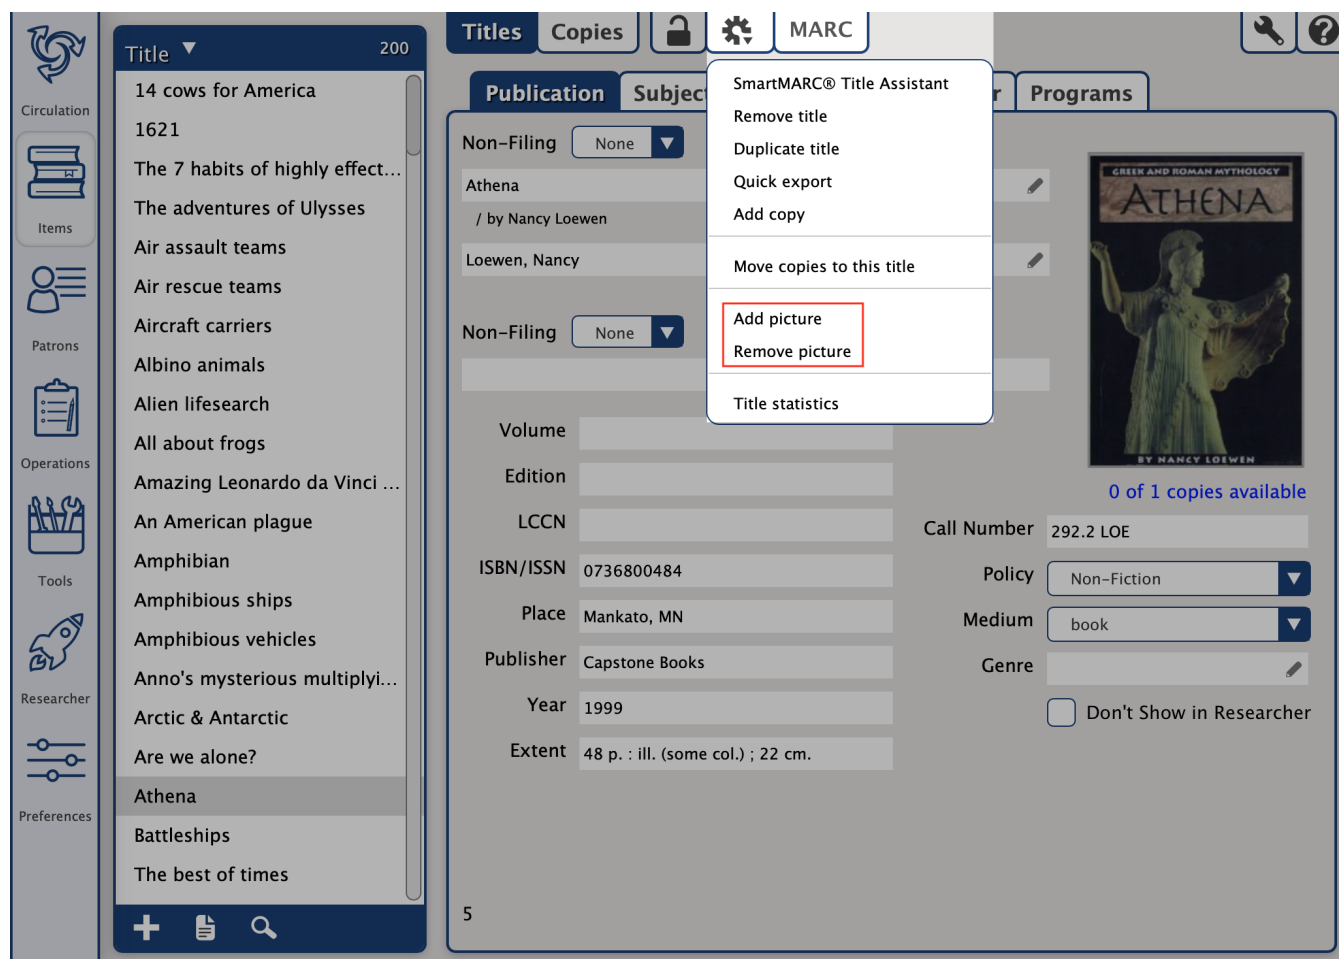 Circulation
Items
Patrons
Operations
Tools
Researcher
Preferences
Title ▼ 200
14 cows for America
1621
The 7 habits of highly effect...
The adventures of Ulysses
Air assault teams
Air rescue teams
Aircraft carriers
Albino animals
Alien lifesearch
All about frogs
Amazing Leonardo da Vinci ...
An American plague
Amphibian
Amphibious ships
Amphibious vehicles
Anno's mysterious multiplyi...
Arctic & Antarctic
Are we alone?
Athena
Battleships
The best of times
Titles Copies MARC
Publication Subjec r Programs
SmartMARC® Title Assistant
Remove title
Duplicate title
Quick export
Add copy
Move copies to this title
Add picture
Remove picture
Title statistics
Non-Filing None
Athena
/ by Nancy Loewen
Loewen, Nancy
Non-Filing None
Volume
Edition
LCCN
ISBN/ISSN 0736800484
Place Mankato, MN
Publisher Capstone Books
Year 1999
Extent 48 p. : ill. (some col.) ; 22 cm.
5
GREEK AND ROMAN MYTHOLOGY
ATHENA
BY NANCY LOEWEN
0 of 1 copies available
Call Number 292.2 LOE
Policy Non-Fiction
Medium book
Genre
Don't Show in Researcher